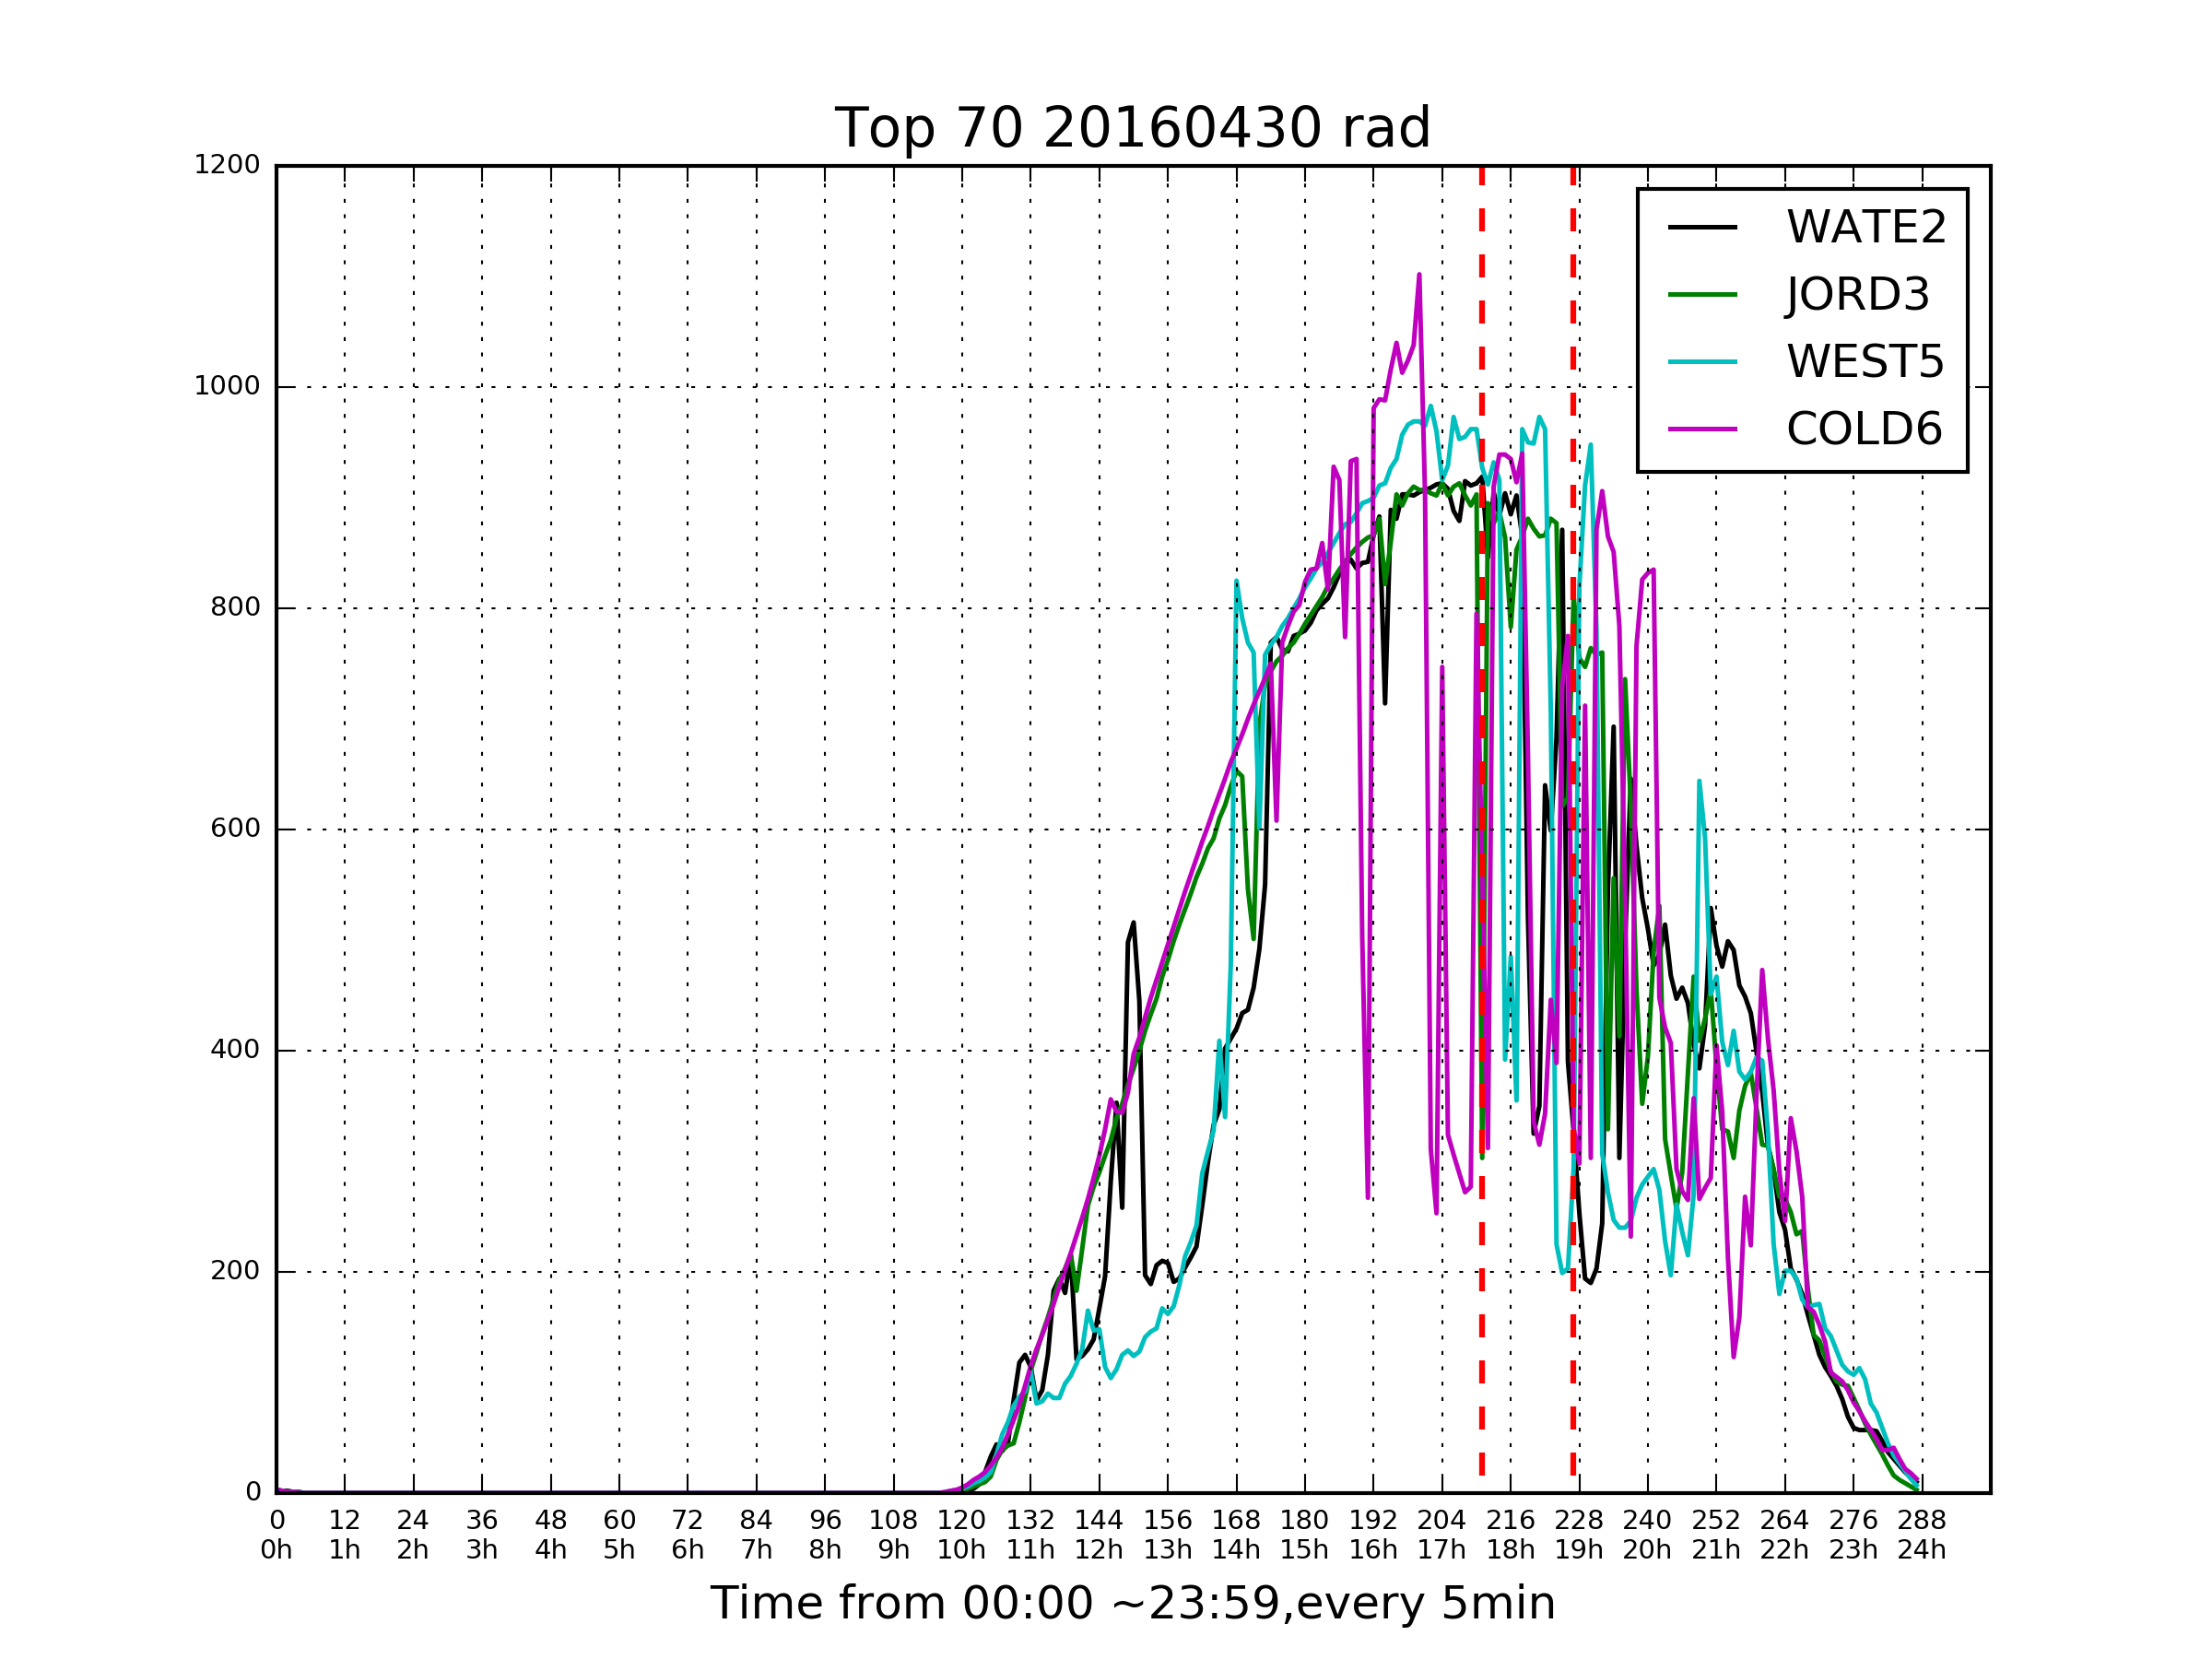 Top 70 20160430 rad
1200
1000
800
600
400
200
0
WATE2
JORD3
WEST5
COLD6
0 12 24 36 48 60 72 84 96 108 120 132 144 156 168 180 192 204 216 228 240 252 264 276 288
0h 1h 2h 3h 4h 5h 6h 7h 8h 9h 10h 11h 12h 13h 14h 15h 16h 17h 18h 19h 20h 21h 22h 23h 24h
Time from 00:00 ~23:59,every 5min